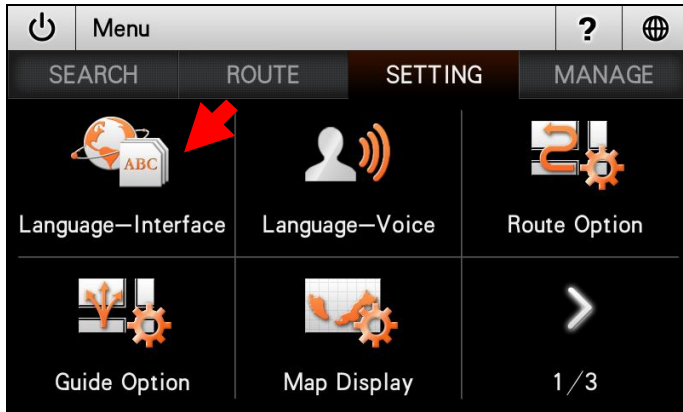 Menu ?
SEARCH ROUTE SETTING MANAGE
ABC
Language—Interface Language—Voice Route Option
Guide Option Map Display 1/3